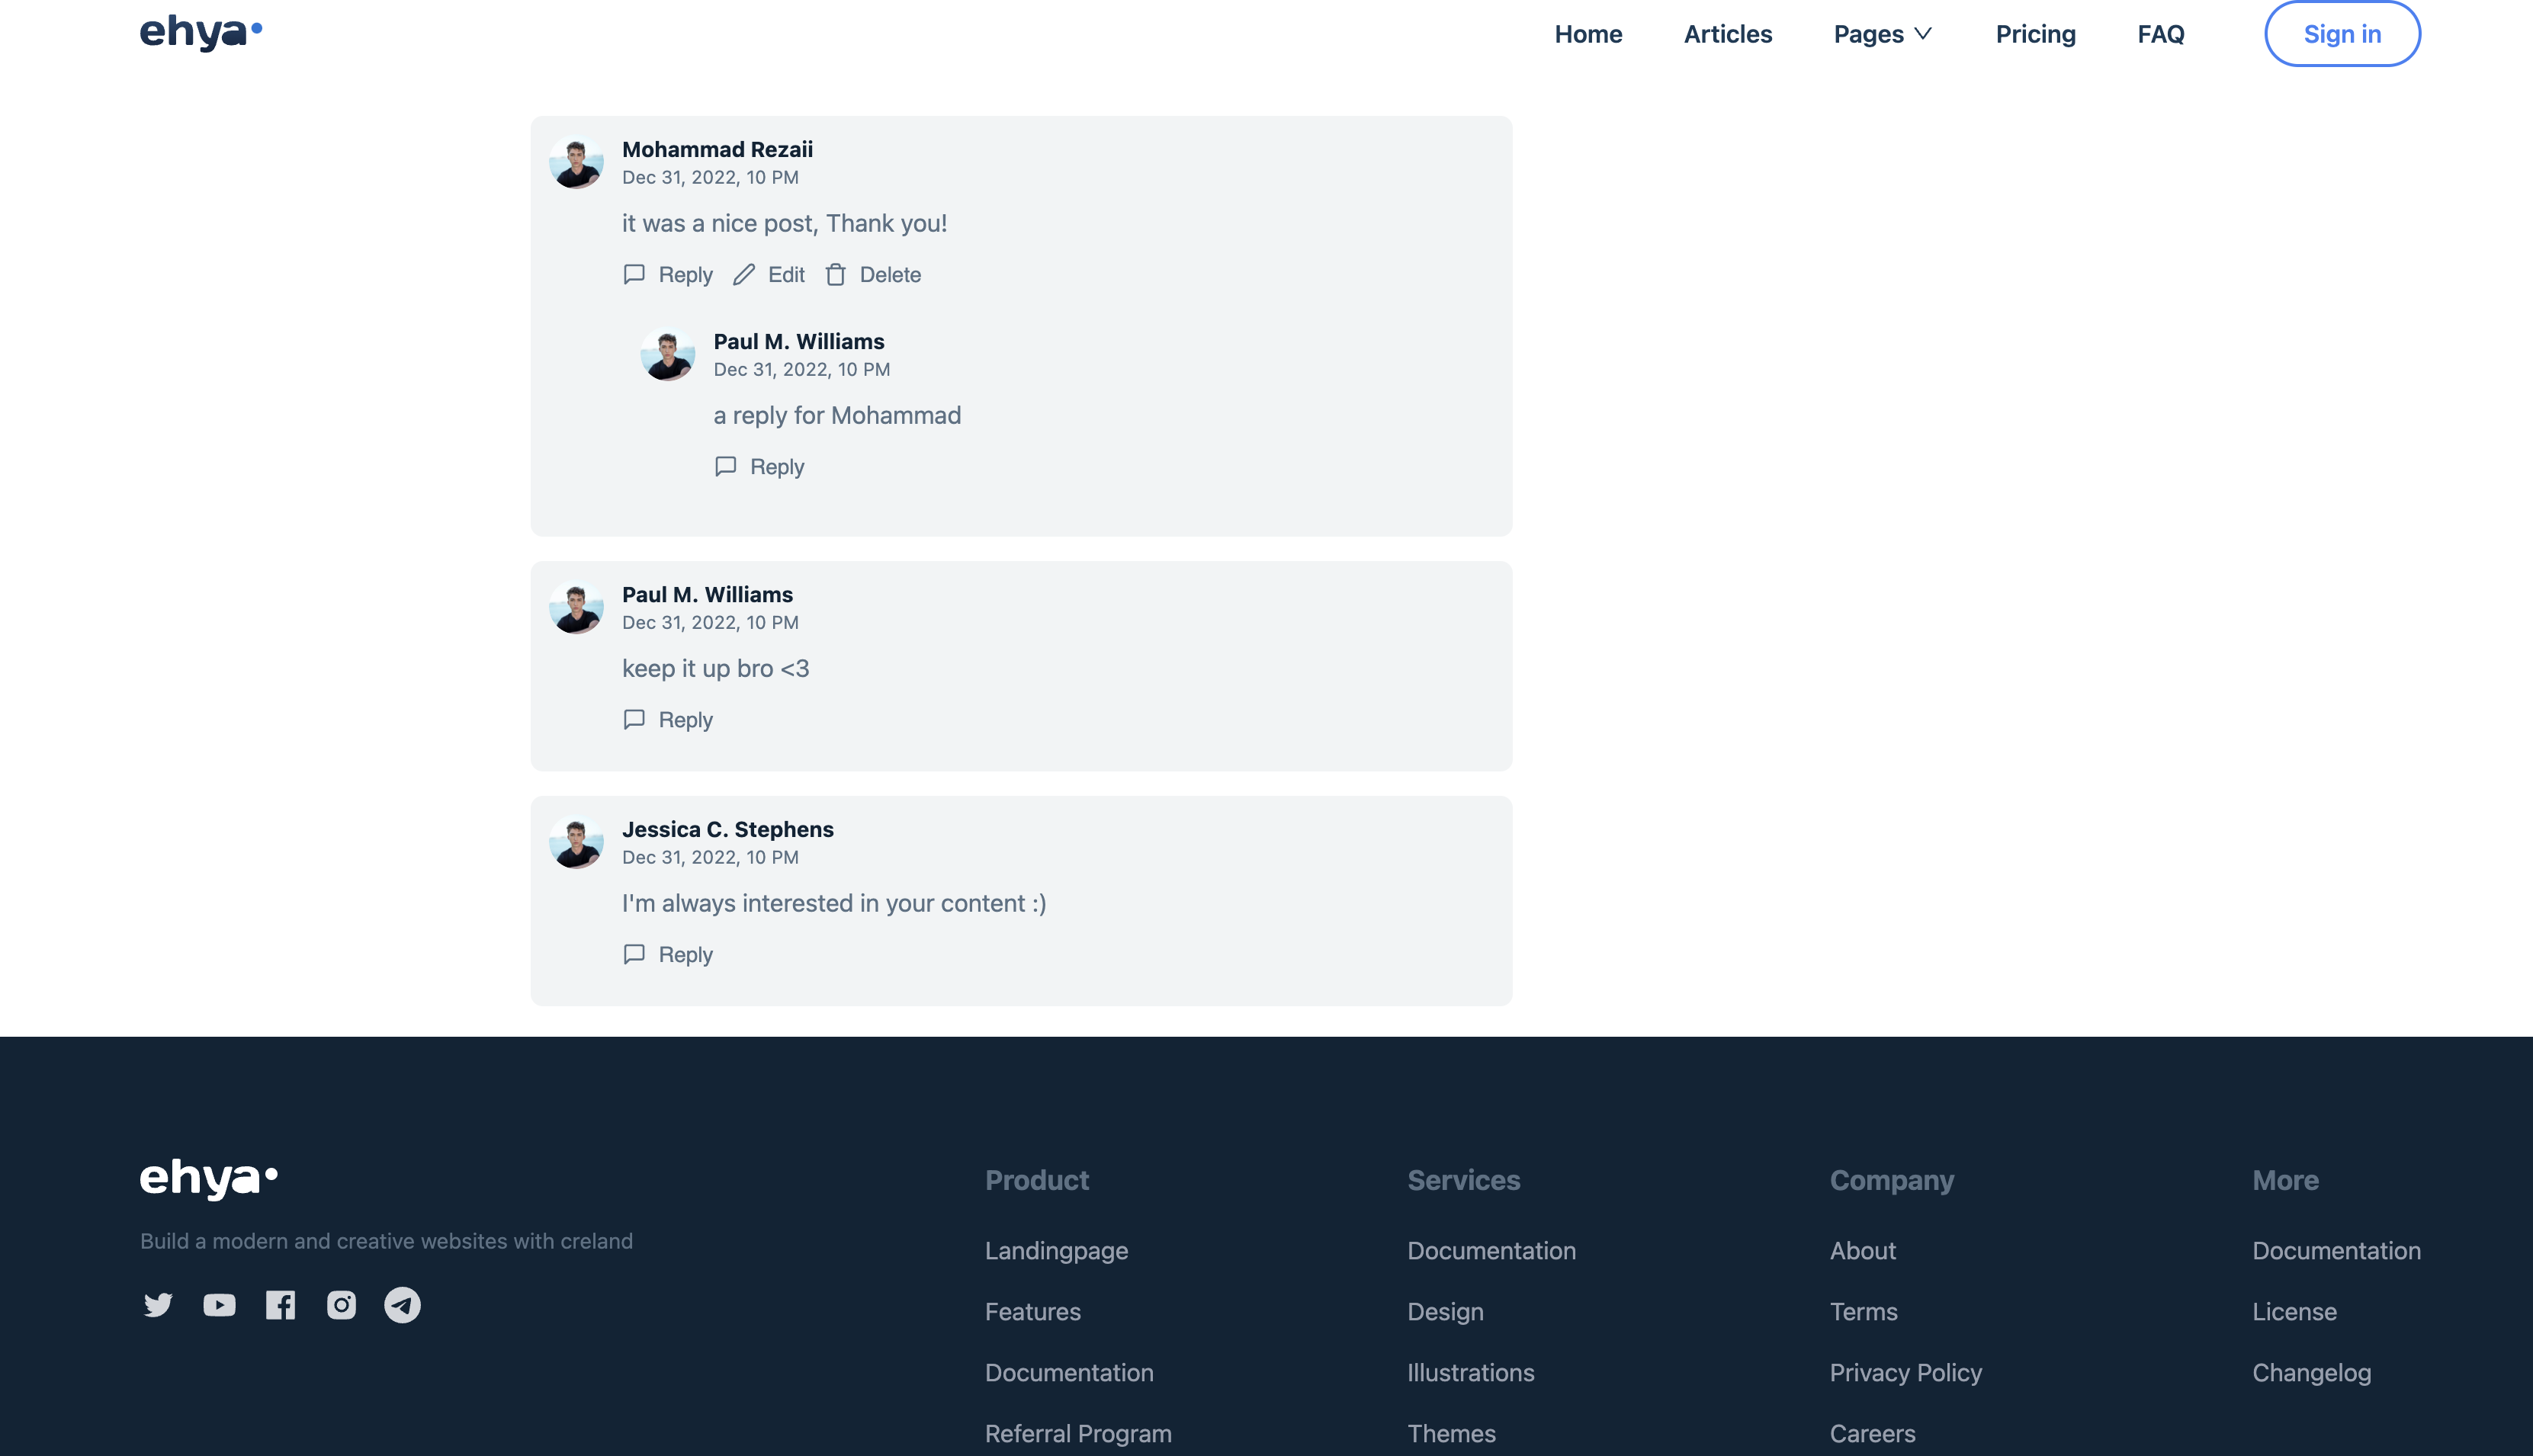 ehya
Home Articles Pages Pricing FAQ Sign in
Mohammad Rezaii
Dec 31, 2022, 10 PM
it was a nice post, Thank you!
Reply Edit Delete
Paul M. Williams
Dec 31, 2022, 10 PM
a reply for Mohammad
Reply
Paul M. Williams
Dec 31, 2022, 10 PM
keep it up bro <3
Reply
Jessica C. Stephens
Dec 31, 2022, 10 PM
I'm always interested in your content :)
Reply
ehya
Build a modern and creative websites with creland
Product
Landingpage
Features
Documentation
Referral Program
Services
Documentation
Design
Illustrations
Themes
Company
About
Terms
Privacy Policy
Careers
More
Documentation
License
Changelog